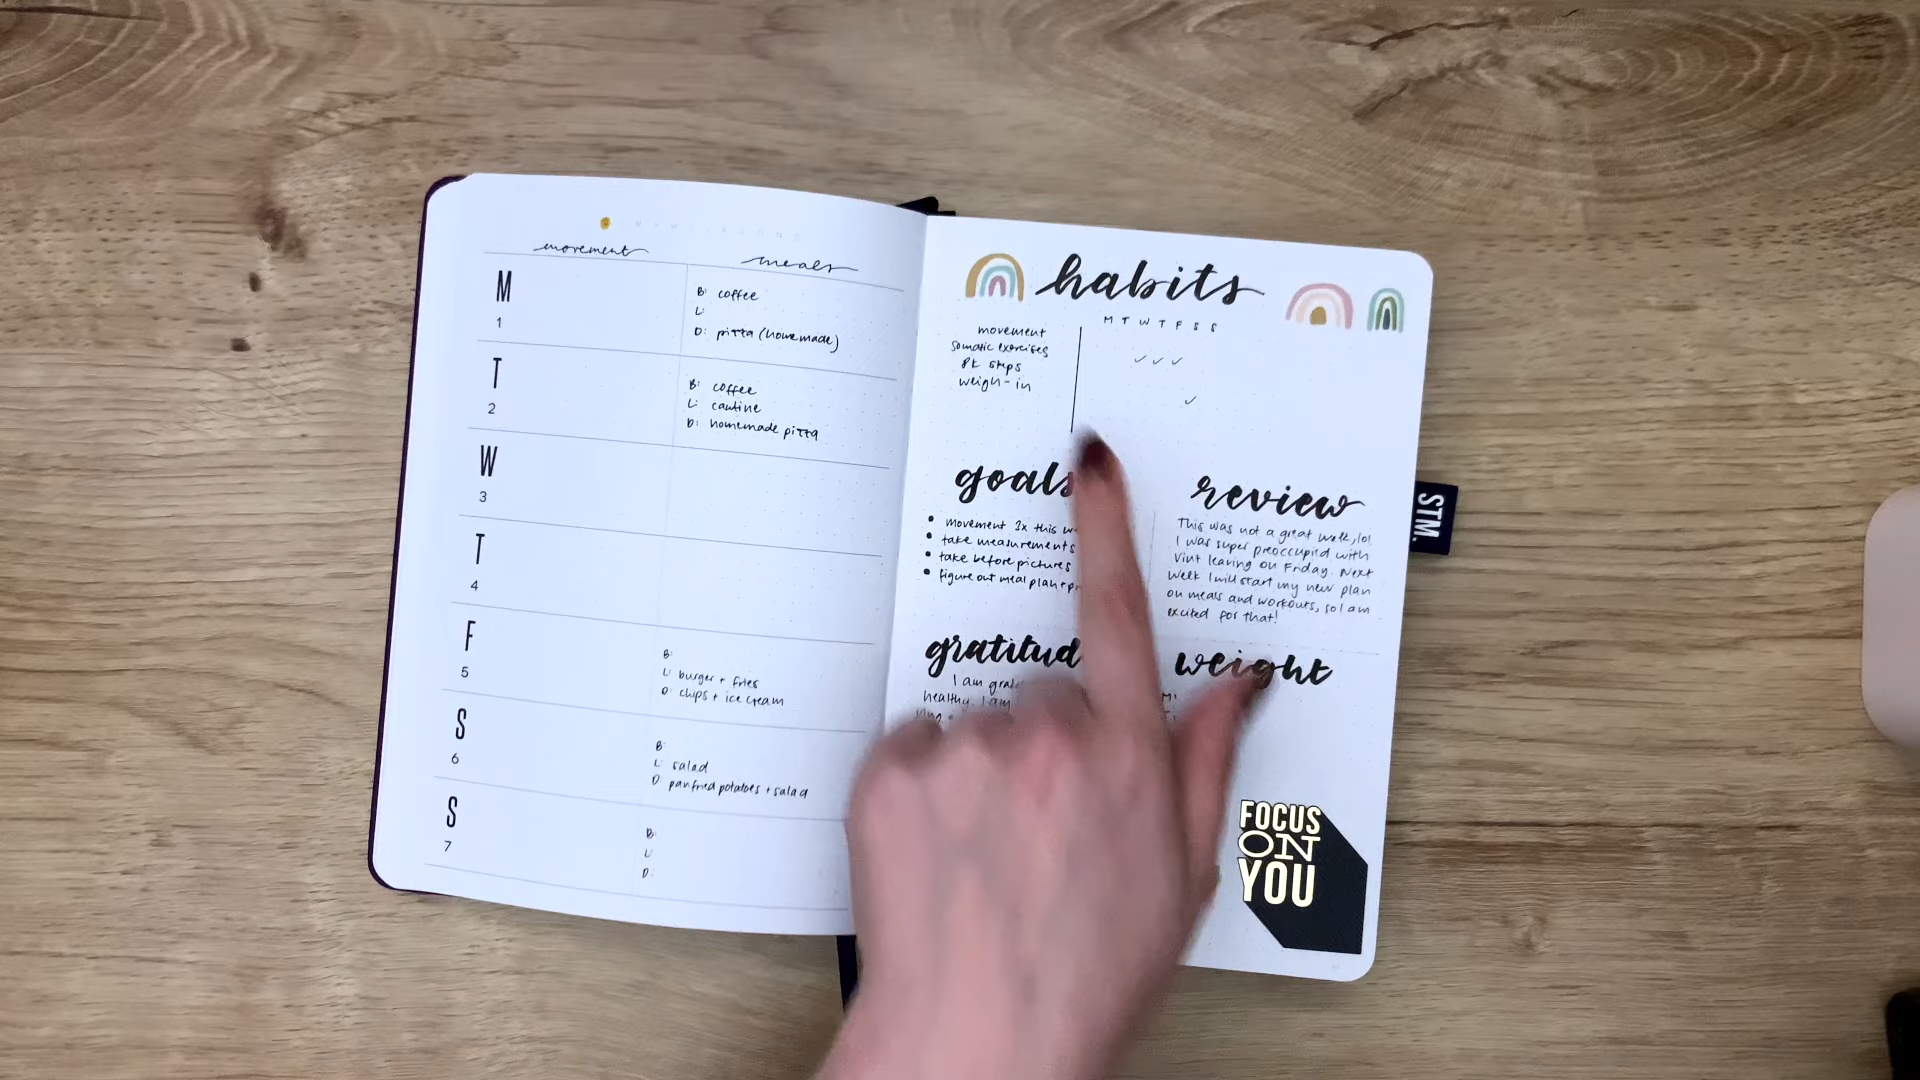 movement
meals
M
1
B: coffee
L:
D: pitta (homemade)
T
2
B: coffee
L: cantine
D: homemade pitta
W
3
T
4
F
5
B:
L: burger + fries
D: chips + ice cream
S
6
B:
L: salad
D: panfried potatoes + salad
S
7
B:
L:
D:
habits
M T W T F S S
movement
somatic exercises
8k steps
weigh-in
goals
movement 3x this
take measurements
take before pictures
figure out meal plan +
review
This was not a great week, lol
I was super preoccupied with
Vint leaving on Friday. Next
week I will start my new plan
on meals and workouts, so I am
excited for that!
gratitud
I am
healthy. I am
weight
M:
T:
FOCUS
ON
YOU
STM.